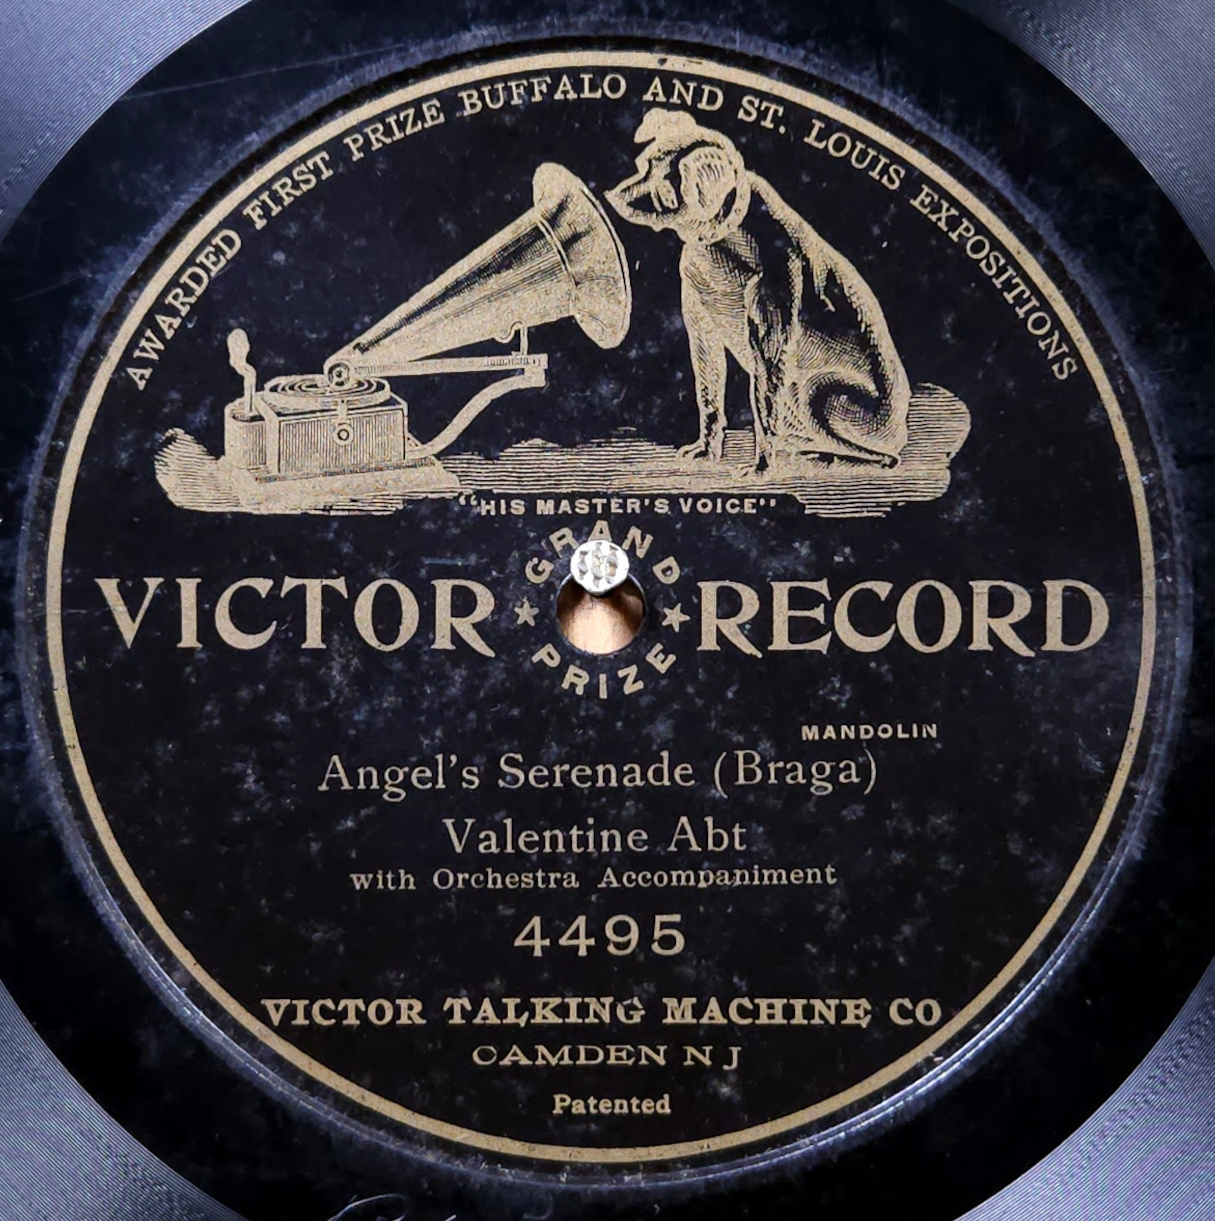 AWARDED FIRST PRIZE BUFFALO AND ST. LOUIS EXPOSITIONS
"HIS MASTER'S VOICE"
GRAND
VICTOR RECORD
PRIZE
MANDOLIN
Angel's Serenade (Braga)
Valentine Abt
with Orchestra Accompaniment
4495
VICTOR TALKING MACHINE CO
CAMDEN N J
Patented